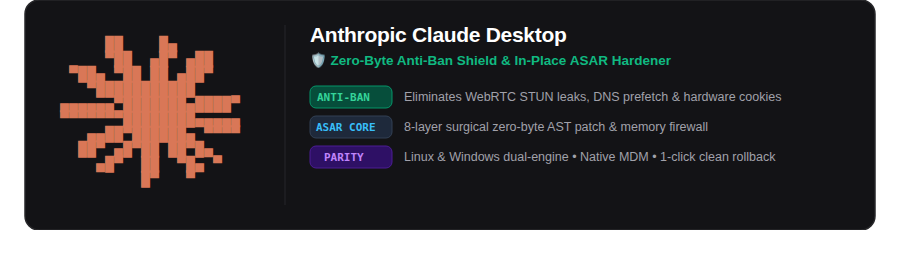 Anthropic Claude Desktop
🛡️ Zero-Byte Anti-Ban Shield & In-Place ASAR Hardener
ANTI-BAN Eliminates WebRTC STUN leaks, DNS prefetch & hardware cookies
ASAR CORE 8-layer surgical zero-byte AST patch & memory firewall
PARITY Linux & Windows dual-engine • Native MDM • 1-click clean rollback